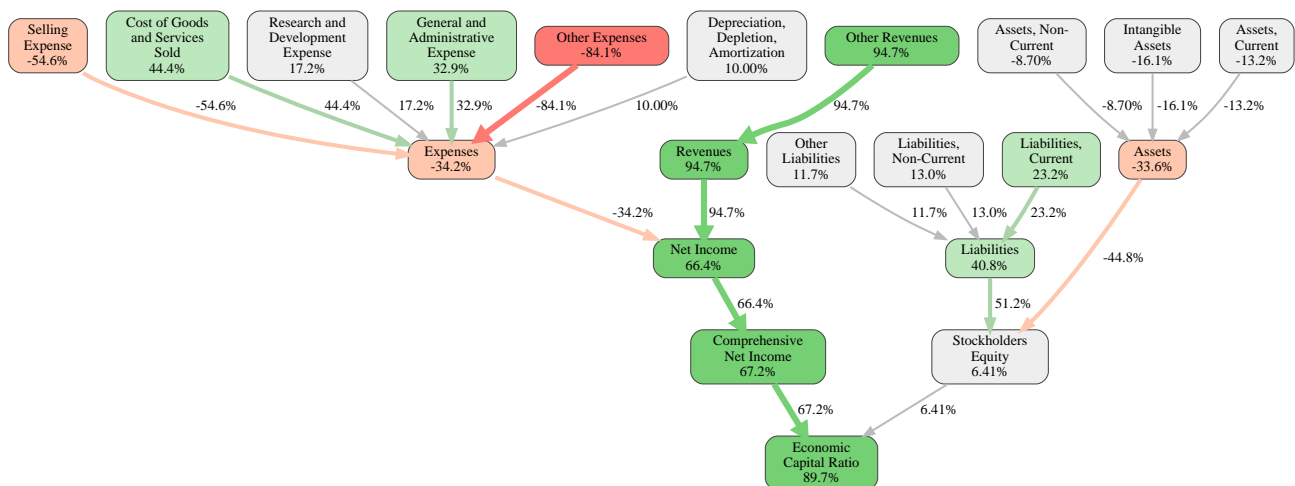 Selling
Expense
-54.6%
Cost of Goods
and Services
Sold
44.4%
Research and
Development
Expense
17.2%
General and
Administrative
Expense
32.9%
Other Expenses
-84.1%
Depreciation,
Depletion,
Amortization
10.00%
Other Revenues
94.7%
Assets, Non-
Current
-8.70%
Intangible
Assets
-16.1%
Assets,
Current
-13.2%
-54.6%
44.4%
17.2%
32.9%
-84.1%
10.00%
94.7%
-8.70%
-16.1%
-13.2%
Expenses
-34.2%
Revenues
94.7%
Other
Liabilities
11.7%
Liabilities,
Non-Current
13.0%
Liabilities,
Current
23.2%
Assets
-33.6%
-34.2%
94.7%
11.7%
13.0%
23.2%
-44.8%
Net Income
66.4%
Liabilities
40.8%
66.4%
51.2%
Comprehensive
Net Income
67.2%
Stockholders
Equity
6.41%
67.2%
6.41%
Economic
Capital Ratio
89.7%